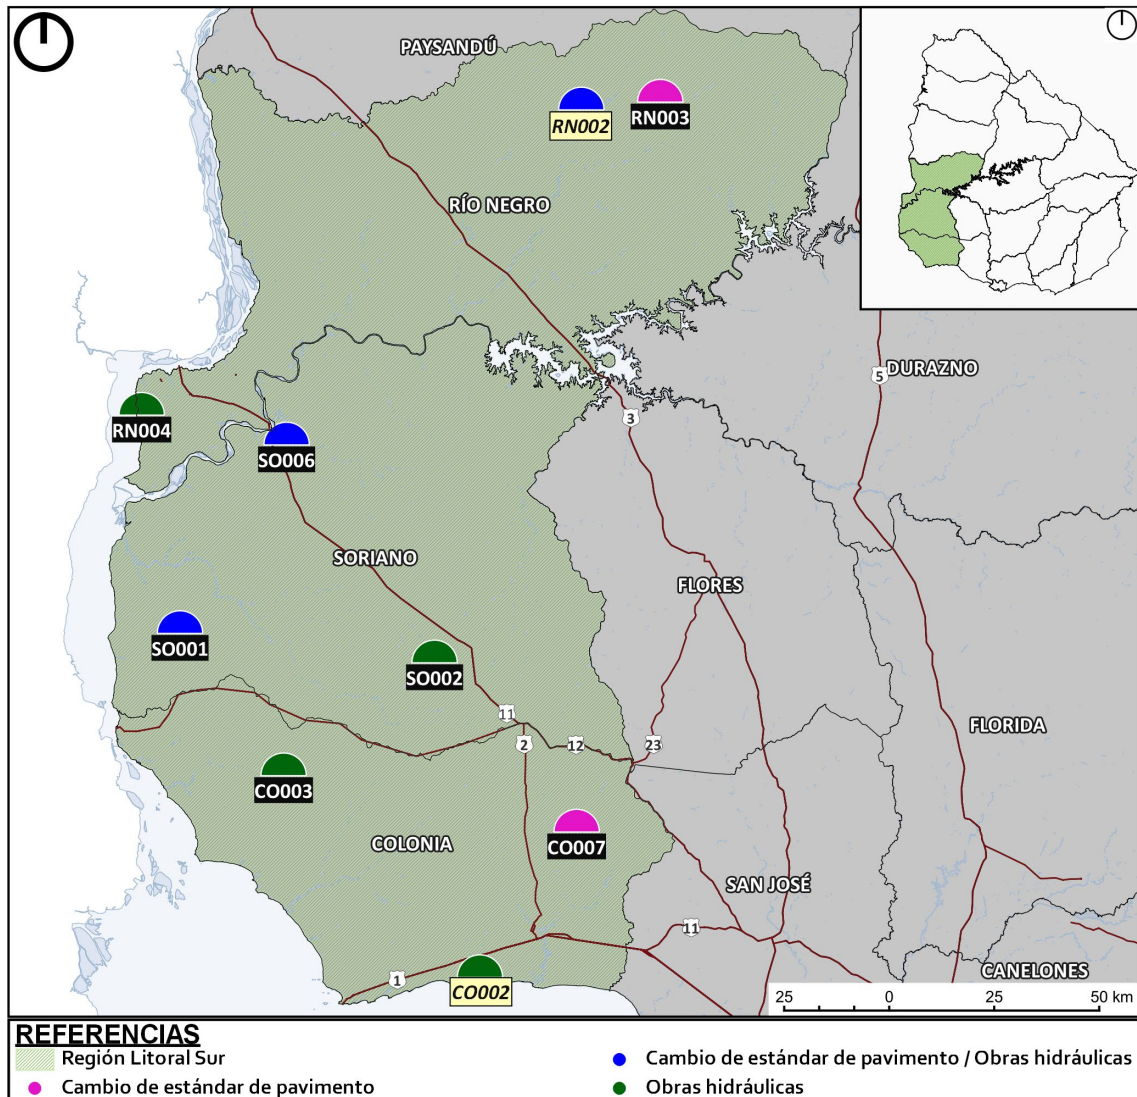 PAYSANDÚ
RN002
RN003
RÍO NEGRO
DURAZNO
5
3
RN004
SO006
SORIANO
FLORES
SO001
SO002
11
2
12
23
FLORIDA
CO003
COLONIA
CO007
SAN JOSÉ
11
CANELONES
1
CO002
25 0 25 50 km
REFERENCIAS
Región Litoral Sur
Cambio de estándar de pavimento / Obras hidráulicas
Cambio de estándar de pavimento
Obras hidráulicas